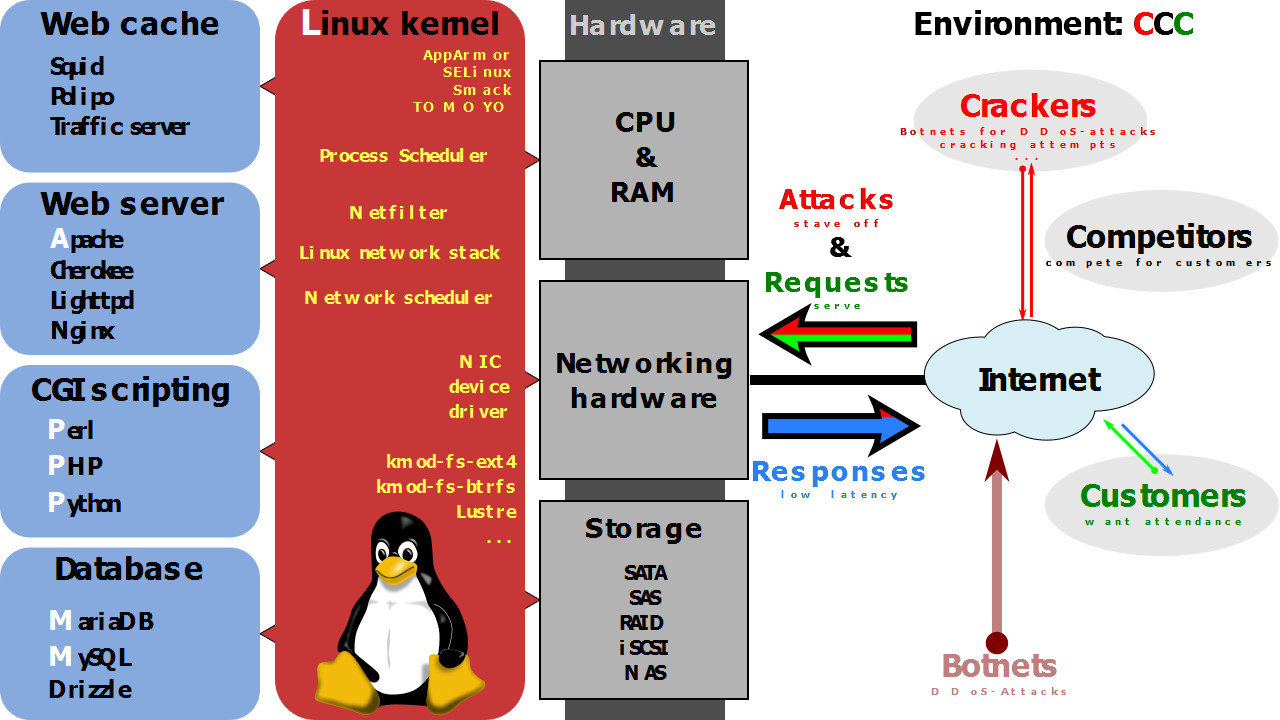 Web cache
Squid
Polipo
Traffic server
Web server
Apache
Cherokee
Lighttpd
Nginx
CGI scripting
Perl
PHP
Python
Database
MariaDB
MySQL
Drizzle
Linux kernel
AppArmor
SELinux
Smack
TOMOYO
Process Scheduler
Netfilter
Linux network stack
Network scheduler
NIC
device
driver
kmod-fs-ext4
kmod-fs-btrfs
Lustre
...
Hardware
CPU
&
RAM
Networking
hardware
Storage
SATA
SAS
RAID
iSCSI
NAS
Attacks
stave off
&
Requests
serve
Responses
low latency
Environment: CCC
Crackers
Botnets for DDoS-attacks
cracking attempts
...
Competitors
compete for customers
Internet
Customers
want attendance
Botnets
DDoS-Attacks